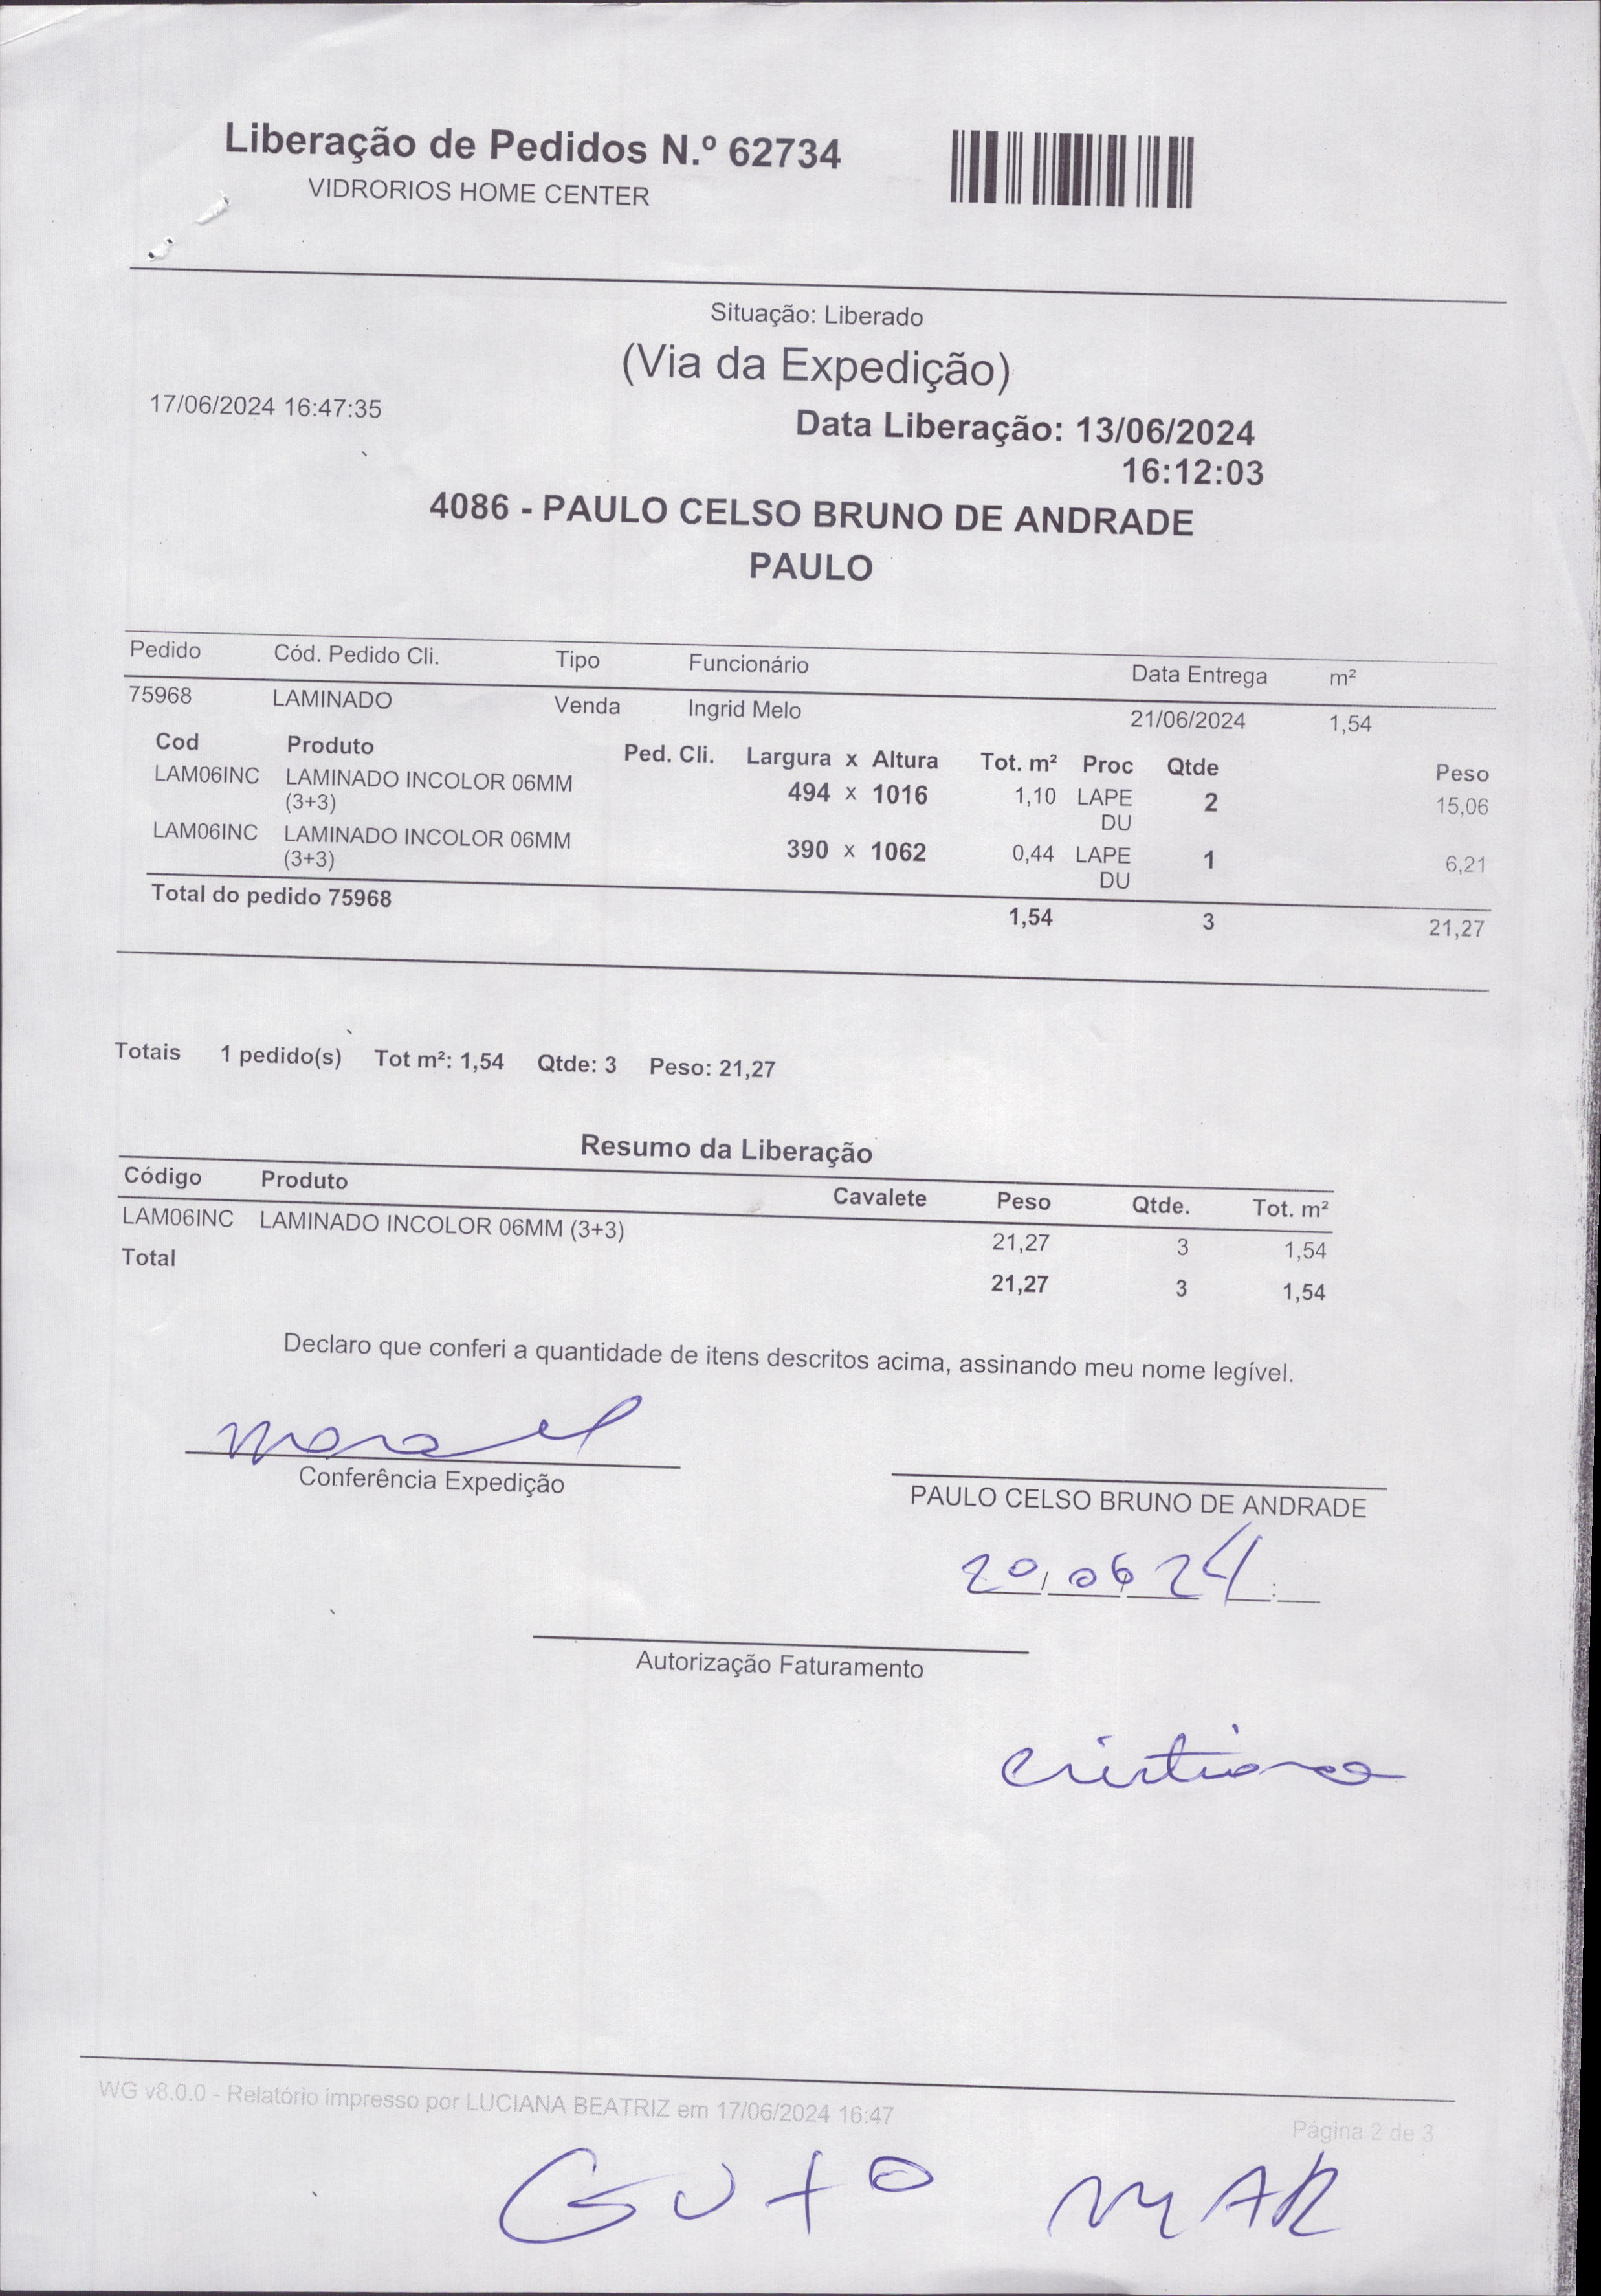 Liberação de Pedidos N.º 62734
VIDRORIOS HOME CENTER
Situação: Liberado
(Via da Expedição)
17/06/2024 16:47:35
Data Liberação: 13/06/2024
16:12:03
4086 - PAULO CELSO BRUNO DE ANDRADE
PAULO
Pedido Cód. Pedido Cli. Tipo Funcionário Data Entrega m²
75968 LAMINADO Venda Ingrid Melo 21/06/2024 1,54
Cod Produto Ped. Cli. Largura x Altura Tot. m² Proc Qtde Peso
LAM06INC LAMINADO INCOLOR 06MM 494 x 1016 1,10 LAPE 2 15,06
(3+3) DU
LAM06INC LAMINADO INCOLOR 06MM 390 x 1062 0,44 LAPE 1 6,21
(3+3) DU
Total do pedido 75968 1,54 3 21,27
Totais 1 pedido(s) Tot m²: 1,54 Qtde: 3 Peso: 21,27
Resumo da Liberação
Código Produto Cavalete Peso Qtde. Tot. m²
LAM06INC LAMINADO INCOLOR 06MM (3+3) 21,27 3 1,54
Total 21,27 3 1,54
Declaro que conferi a quantidade de itens descritos acima, assinando meu nome legível.
Conferência Expedição
PAULO CELSO BRUNO DE ANDRADE
20/06 24
Autorização Faturamento
WG v8.0.0 - Relatório impresso por LUCIANA BEATRIZ em 17/06/2024 16:47
Página 2 de 3
GUTO MAR